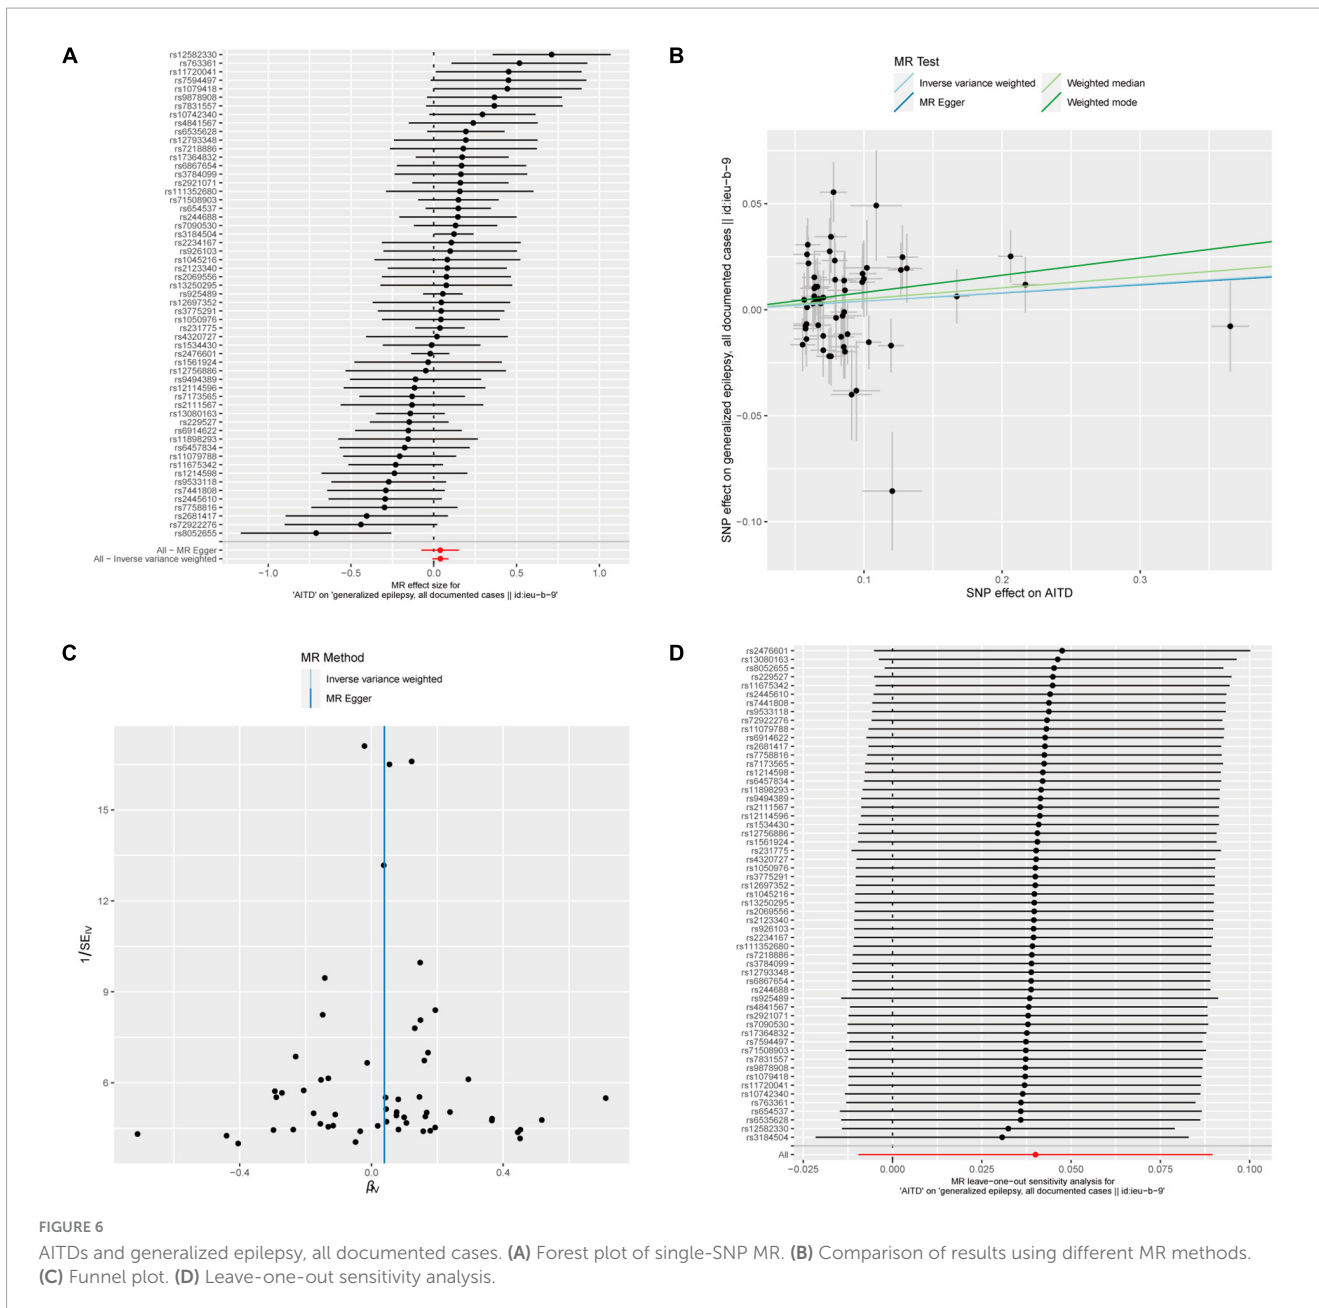 A
rs12582330
rs763361
rs11720041
rs7594497
rs1079418
rs9878908
rs7831557
rs10742340
rs4841567
rs6535628
rs12793348
rs7218886
rs17364832
rs6867654
rs3784099
rs2921071
rs111352680
rs71508903
rs654537
rs244688
rs7090530
rs3184504
rs2234167
rs926103
rs1045216
rs2123340
rs2069556
rs13250295
rs925489
rs12697352
rs3775291
rs1050976
rs231775
rs4320727
rs1534430
rs2476601
rs1561924
rs12756886
rs9494389
rs12114596
rs7173565
rs2111567
rs13080163
rs229527
rs6914622
rs11898293
rs6457834
rs11079788
rs11675342
rs1214598
rs9533118
rs7441808
rs2445610
rs7758816
rs2681417
rs72922276
rs8052655
All − MR Egger
All − Inverse variance weighted
−1.0 −0.5 0.0 0.5 1.0
MR effect size for
'AITD' on 'generalized epilepsy, all documented cases || id:ieu−b−9'
B
MR Test
Inverse variance weighted
MR Egger
Weighted median
Weighted mode
SNP effect on generalized epilepsy, all documented cases || id:ieu−b−9
0.05
0.00
−0.05
−0.10
0.1 0.2 0.3
SNP effect on AITD
C
MR Method
Inverse variance weighted
MR Egger
1/SEIV
15
12
9
6
−0.4 0.0 0.4
βIV
D
rs2476601
rs13080163
rs8052655
rs229527
rs11675342
rs2445610
rs7441808
rs9533118
rs72922276
rs11079788
rs6914622
rs2681417
rs7758816
rs7173565
rs1214598
rs6457834
rs11898293
rs9494389
rs2111567
rs12114596
rs1534430
rs12756886
rs1561924
rs231775
rs4320727
rs1050976
rs3775291
rs12697352
rs1045216
rs13250295
rs2069556
rs2123340
rs926103
rs2234167
rs111352680
rs7218886
rs3784099
rs12793348
rs6867654
rs244688
rs925489
rs4841567
rs2921071
rs7090530
rs17364832
rs7594497
rs71508903
rs7831557
rs9878908
rs1079418
rs11720041
rs10742340
rs763361
rs654537
rs6535628
rs12582330
rs3184504
All
−0.025 0.000 0.025 0.050 0.075 0.100
MR leave−one−out sensitivity analysis for
'AITD' on 'generalized epilepsy, all documented cases || id:ieu−b−9'
FIGURE 6
AITDs and generalized epilepsy, all documented cases. (A) Forest plot of single-SNP MR. (B) Comparison of results using different MR methods.
(C) Funnel plot. (D) Leave-one-out sensitivity analysis.